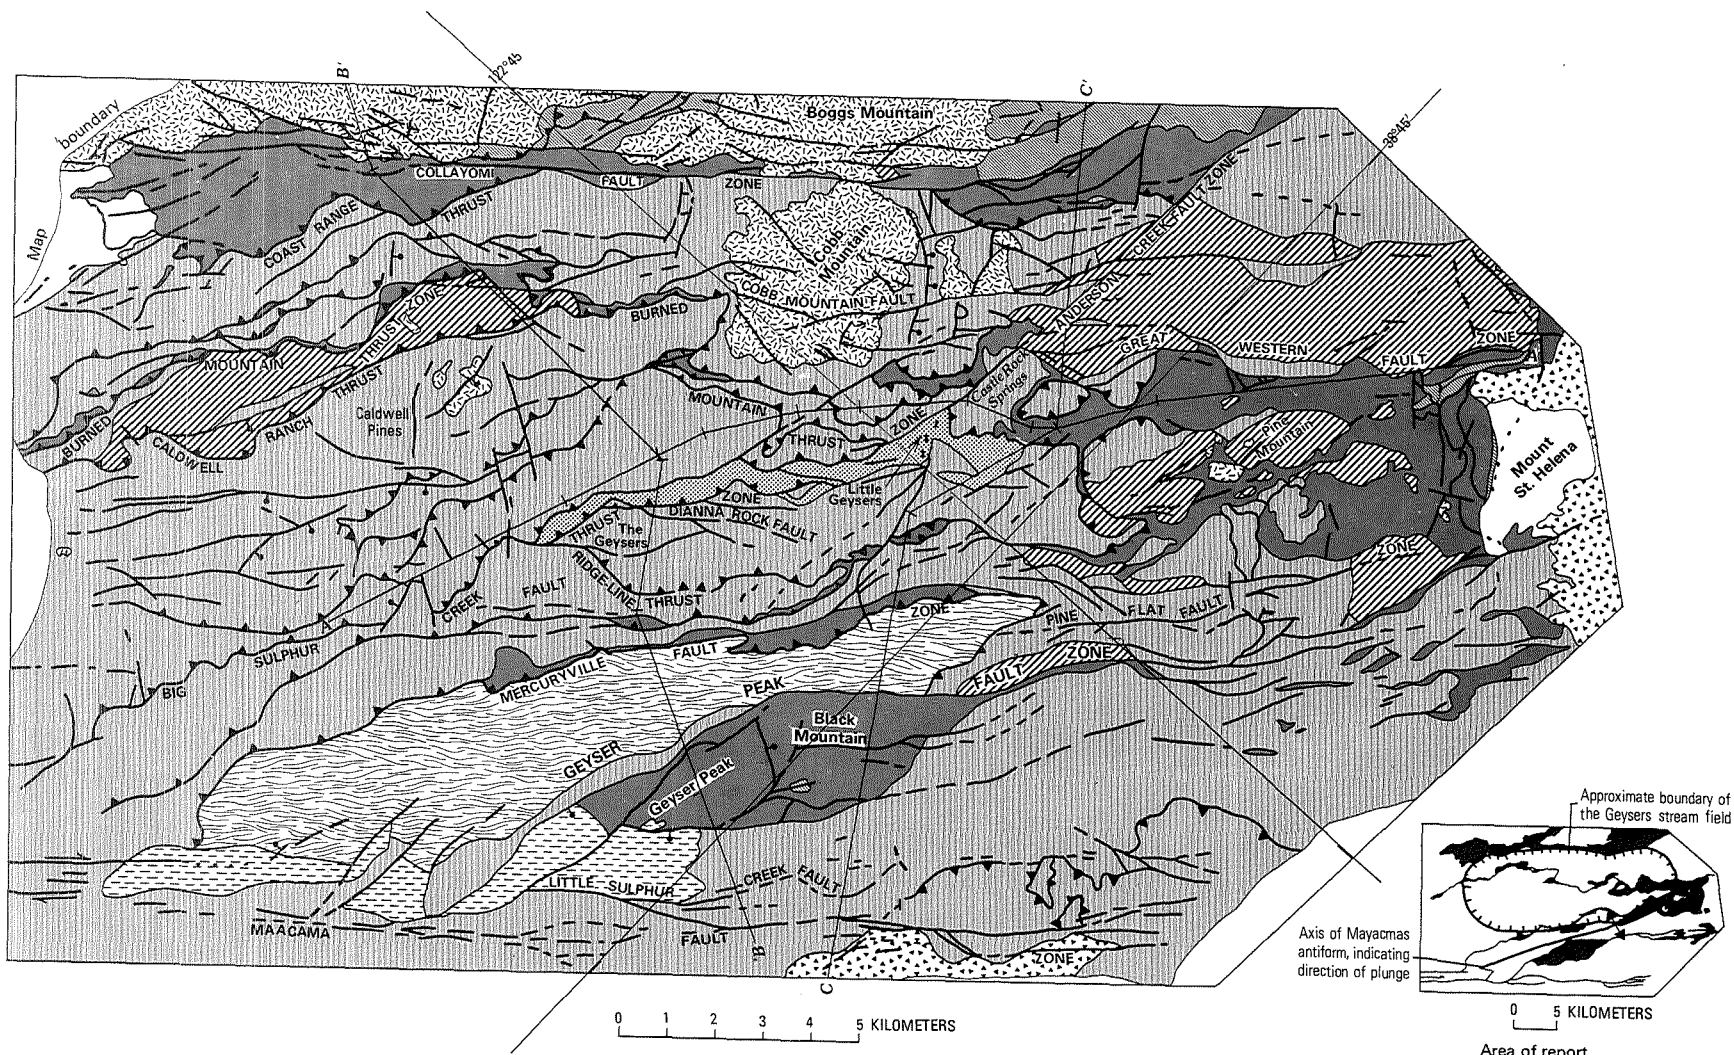 B'
122°45'
C'
boundary
Boggs Mountain
38°45'
COLLAYOMI
FAULT
ZONE
Map
COAST RANGE
THRUST
Cobb
Mountain
ANDERSON
CREEK FAULT ZONE
COBB MOUNTAIN FAULT
ZONE
THRUST
BURNED
GREAT
WESTERN
FAULT
ZONE
A'
MOUNTAIN
THRUST
Castle Rock
Springs
Caldwell
Pines
MOUNTAIN
ZONE
THRUST
BURNED
CALDWELL
RANCH
Pine
Mountain
Mount
St. Helena
Little
Geysers
ZONE
DIANNA ROCK FAULT
THRUST
The
Geysers
ZONE
RIDGE LINE
THRUST
CREEK
FAULT
ZONE
PINE
FLAT
FAULT
A
SULPHUR
BIG
MERCURYVILLE
FAULT
FAULT
ZONE
PEAK
Black
Mountain
GEYSER
Geyser Peak
LITTLE SULPHUR
CREEK
FAULT
MAACAMA
FAULT
ZONE
B
C
Approximate boundary of
the Geysers stream field
Axis of Mayacmas
antiform, indicating
direction of plunge
0 1 2 3 4 5 KILOMETERS
0 5 KILOMETERS
Area of report